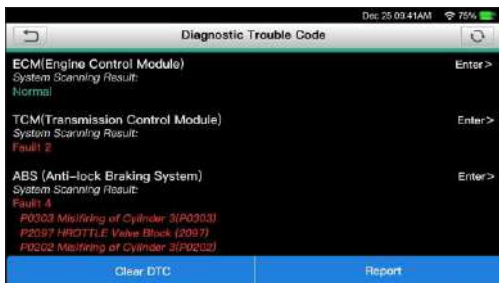 Dec 25 09:41AM 75%
Diagnostic Trouble Code
ECM(Engine Control Module)
Enter>
System Scanning Result:
Normal
TCM(Transmission Control Module)
Enter>
System Scanning Result:
Fault 2
ABS (Anti-lock Braking System)
Enter>
System Scanning Result:
Fault 4
P0303 Misfiring of Cylinder 3(P0303)
P2097 HROTTLE Valve Block (2097)
P0202 Misfiring of Cylinder 3(P0202)
Clear DTC
Report